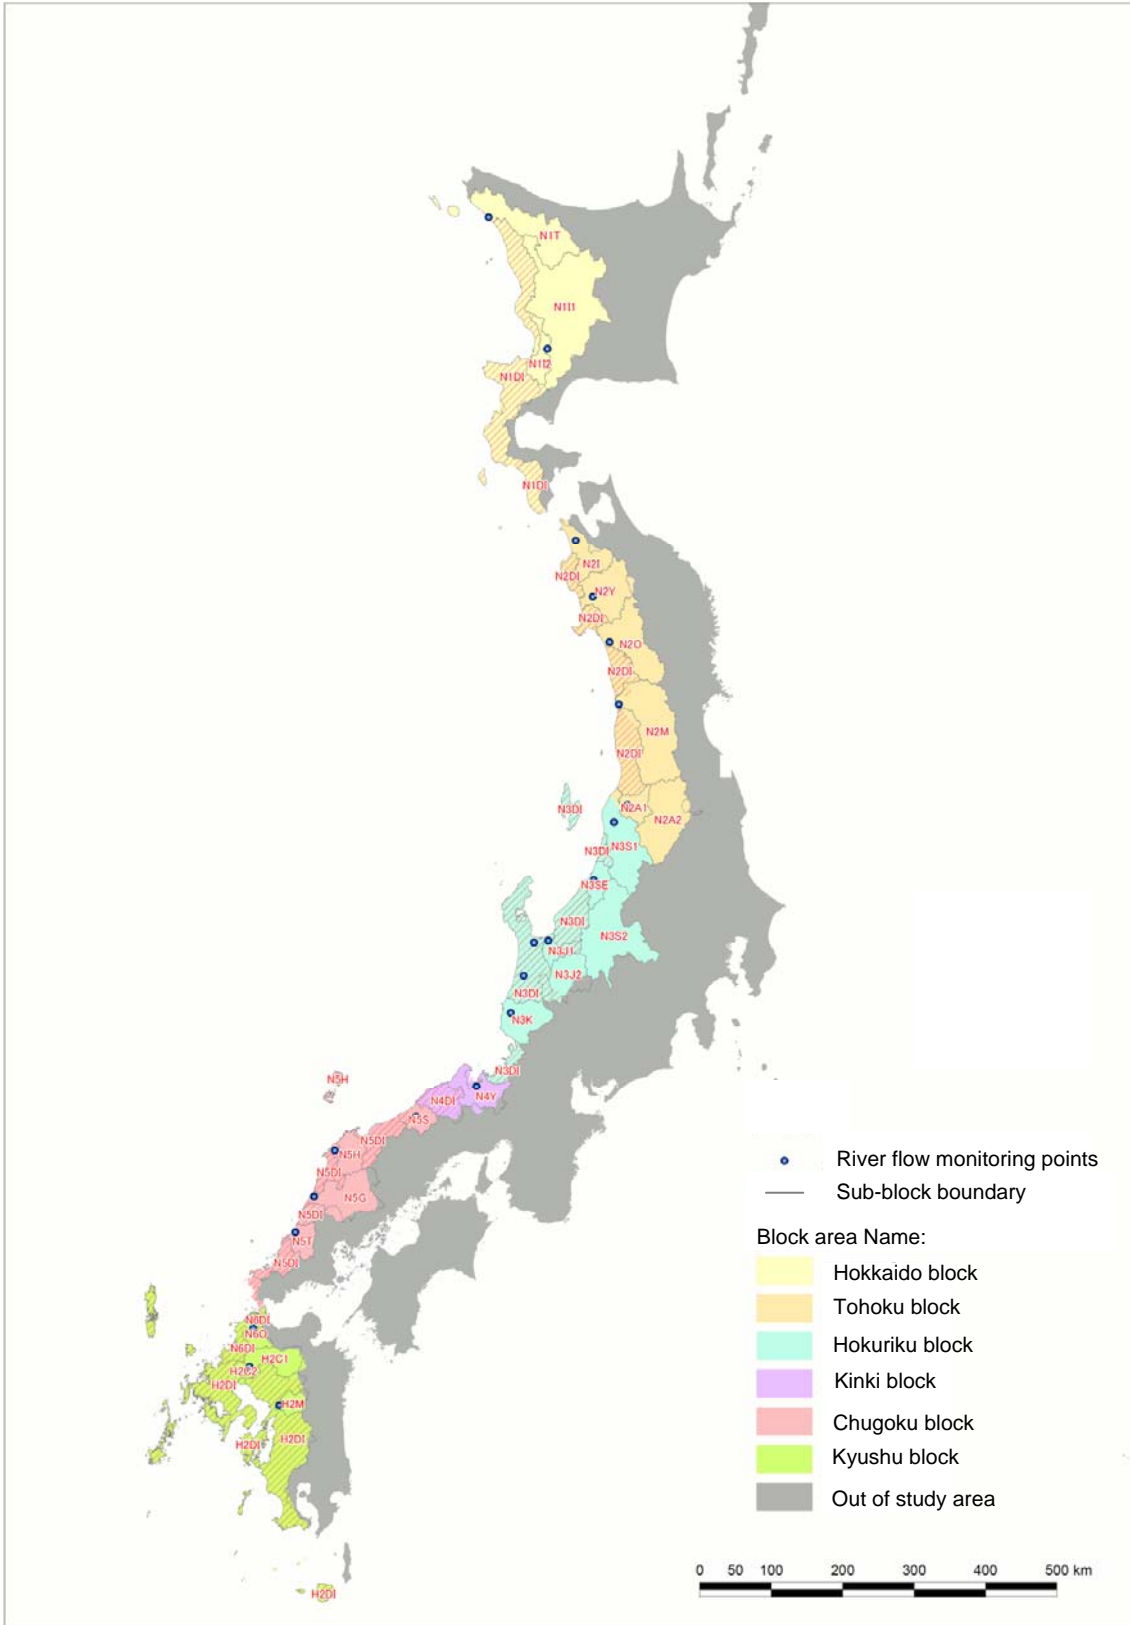 N1T
N1I1
N1I2
N1DI
N1DI
N2I
N2DI
N2Y
N2DI
N2O
N2DI
N2M
N2DI
N3DI
N2A1
N2A2
N3S1
N3DI
N3SE
N3DI
N3S2
N3J1
N3J2
N3DI
N3K
N3DI
N5H
N4DI
N4Y
N5S
N5DI
N5H
N5DI
N5G
N5DI
N5T
N5DI
N6DI
N6O
N6DI
H2C1
H2C2
H2DI
H2M
H2DI
H2DI
H2DI
River flow monitoring points
Sub-block boundary
Block area Name:
Hokkaido block
Tohoku block
Hokuriku block
Kinki block
Chugoku block
Kyushu block
Out of study area
0 50 100 200 300 400 500 km